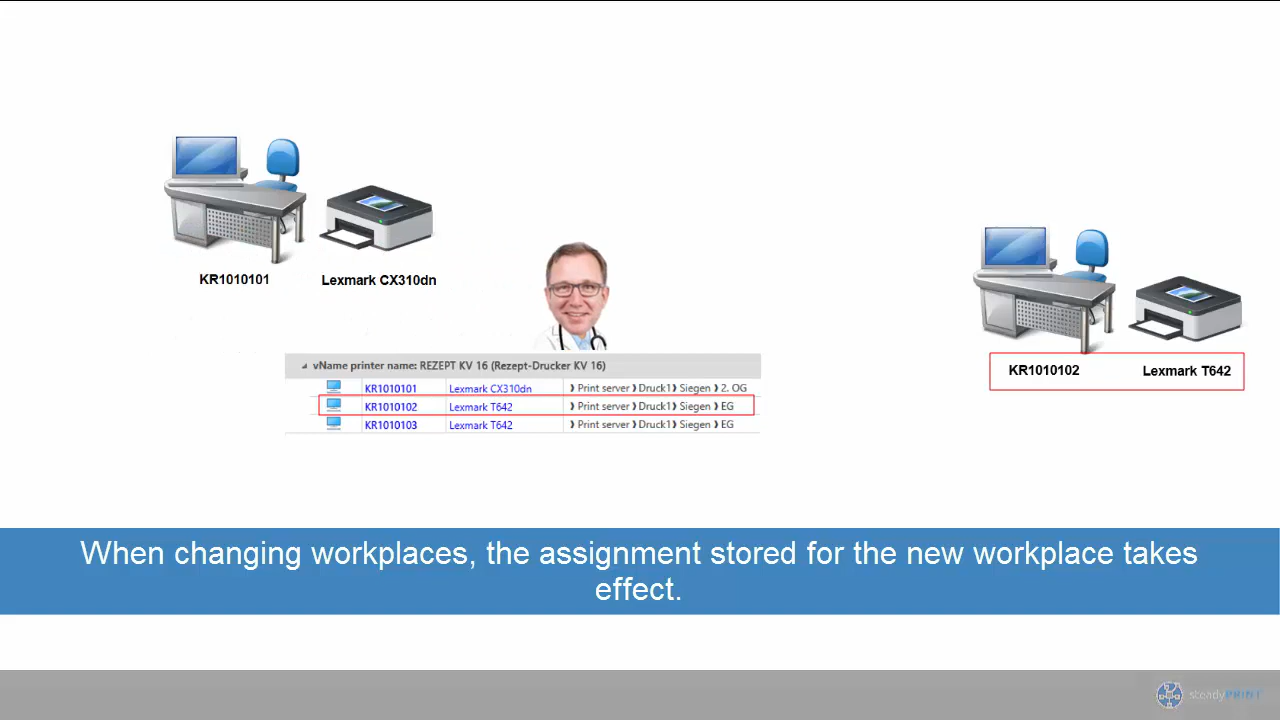 KR1010101 Lexmark CX310dn
KR1010102 Lexmark T642
vName printer name: REZEPT KV 16 (Rezept-Drucker KV 16)
KR1010101 Lexmark CX310dn ❱ Print server ❱ Druck1 ❱ Siegen ❱ 2. OG
KR1010102 Lexmark T642 ❱ Print server ❱ Druck1 ❱ Siegen ❱ EG
KR1010103 Lexmark T642 ❱ Print server ❱ Druck1 ❱ Siegen ❱ EG
When changing workplaces, the assignment stored for the new workplace takes
effect.
steadyPRINT